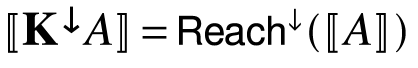 ⟦𝐊↓A⟧ = Reach↓(⟦A⟧)